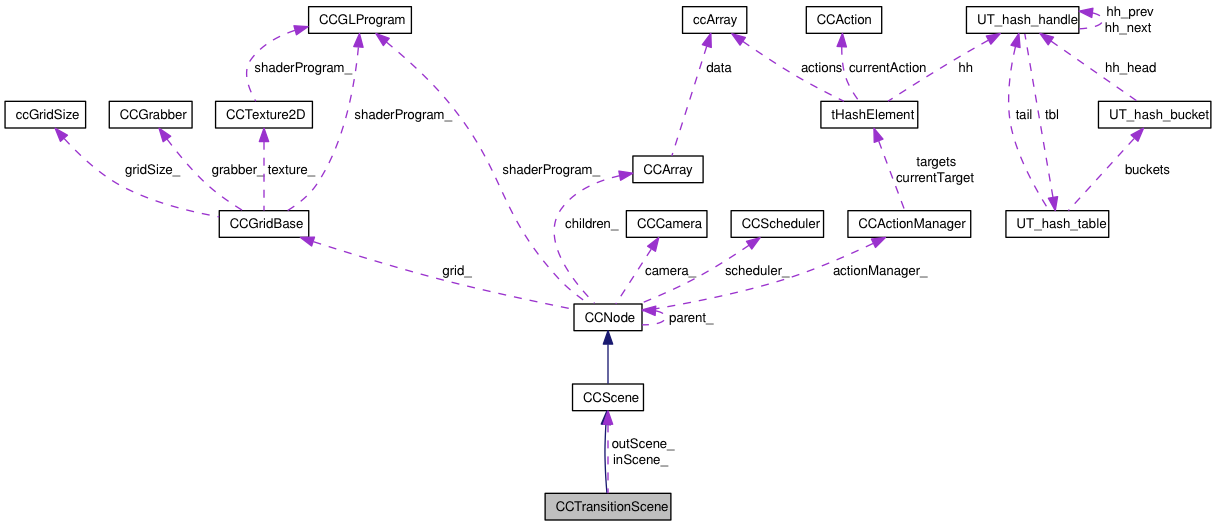 CCGLProgram
ccArray
CCAction
UT_hash_handle
hh_prev
hh_next
shaderProgram_
data
actions
currentAction
hh
hh_head
ccGridSize
CCGrabber
CCTexture2D
shaderProgram_
tHashElement
tail
tbl
UT_hash_bucket
gridSize_
grabber_
texture_
shaderProgram_
CCArray
targets
currentTarget
buckets
CCGridBase
children_
CCCamera
CCScheduler
CCActionManager
UT_hash_table
grid_
camera_
scheduler_
actionManager_
CCNode
parent_
CCScene
outScene_
inScene_
CCTransitionScene